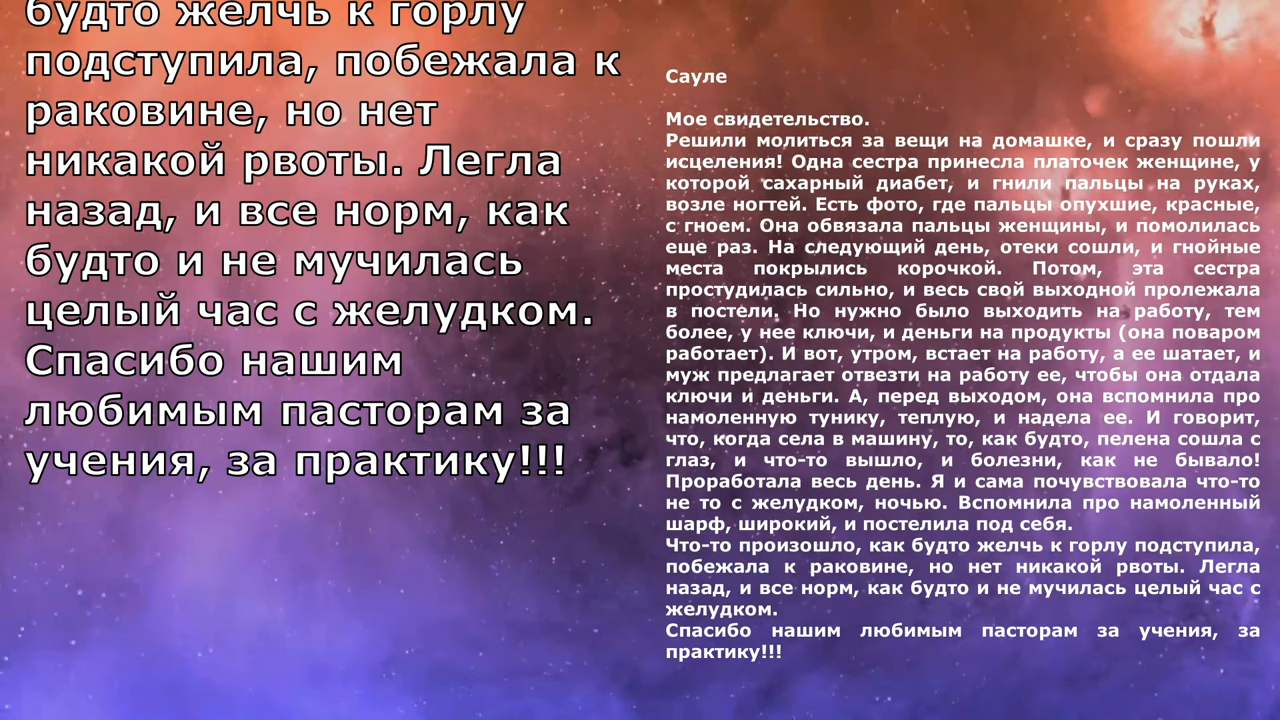 будто желчь к горлу
подступила, побежала к
раковине, но нет
никакой рвоты. Легла
назад, и все норм, как
будто и не мучилась
целый час с желудком.
Спасибо нашим
любимым пасторам за
учения, за практику!!!
Сауле
Мое свидетельство.
Решили молиться за вещи на домашке, и сразу пошли
исцеления! Одна сестра принесла платочек женщине, у
которой сахарный диабет, и гнили пальцы на руках,
возле ногтей. Есть фото, где пальцы опухшие, красные,
с гноем. Она обвязала пальцы женщины, и помолилась
еще раз. На следующий день, отеки сошли, и гнойные
места покрылись корочкой. Потом, эта сестра
простудилась сильно, и весь свой выходной пролежала
в постели. Но нужно было выходить на работу, тем
более, у нее ключи, и деньги на продукты (она поваром
работает). И вот, утром, встает на работу, а ее шатает, и
муж предлагает отвезти на работу ее, чтобы она отдала
ключи и деньги. А, перед выходом, она вспомнила про
намоленную тунику, теплую, и надела ее. И говорит,
что, когда села в машину, то, как будто, пелена сошла с
глаз, и что-то вышло, и болезни, как не бывало!
Проработала весь день. Я и сама почувствовала что-то
не то с желудком, ночью. Вспомнила про намоленный
шарф, широкий, и постелила под себя.
Что-то произошло, как будто желчь к горлу подступила,
побежала к раковине, но нет никакой рвоты. Легла
назад, и все норм, как будто и не мучилась целый час с
желудком.
Спасибо нашим любимым пасторам за учения, за
практику!!!